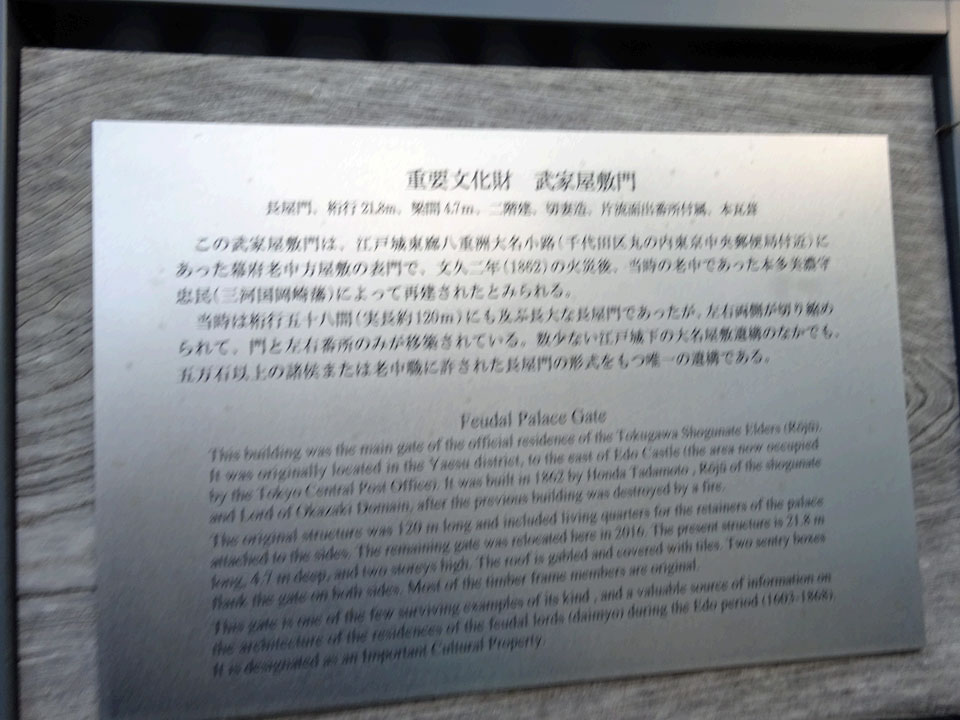 重要文化財　武家屋敷門
長屋門、桁行21.8m、梁間4.7m、二階建、切妻造、片流面出番所付属、本瓦葺
この武家屋敷門は、江戸城東廊八重洲大名小路(千代田区丸の内東京中央郵便局付近)に
あった幕府老中方屋敷の表門で、文久二年(1862)の火災後、当時の老中であった本多美濃守
忠民(三河国岡崎藩)によって再建されたとみられる。
当時は桁行五十八間(実長約120m)にも及ぶ長大な長屋門であったが、左右両側が切り縮め
られて、門と左右番所のみが移築されている。数少ない江戸城下の大名屋敷遺構のなかでも、
五万石以上の諸侯または老中職に許された長屋門の形式をもつ唯一の遺構である。
Feudal Palace Gate
This building was the main gate of the official residence of the Tokugawa Shogunate Elders (Rōjū).
It was originally located in the Yaesu district, to the east of Edo Castle (the area now occupied
by the Tokyo Central Post Office). It was built in 1862 by Honda Tadamoto , Rōjū of the shogunate
and Lord of Okazaki Domain, after the previous building was destroyed by a fire.
The original structure was 120 m long and included living quarters for the retainers of the palace
attached to the sides. The remaining gate was relocated here in 2016. The present structure is 21.8 m
long, 4.7 m deep, and two storeys high. The roof is gabled and covered with tiles. Two sentry boxes
flank the gate on both sides. Most of the timber frame members are original.
This gate is one of the few surviving examples of its kind , and a valuable source of information on
the architecture of the residences of the feudal lords (daimyo) during the Edo period (1603-1868).
It is designated as an Important Cultural Property.